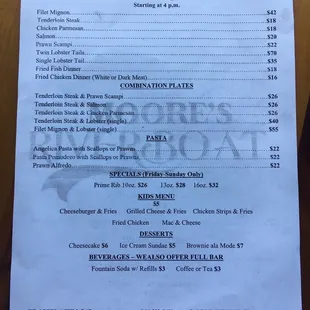 Starting at 4 p.m.
Filet Mignon $42
Tenderloin Steak $18
Chicken Parmesan $18
Salmon $20
Prawn Scampi $22
Twin Lobster Tails $70
Single Lobster Tail $35
Fried Fish Dinner $18
Fried Chicken Dinner (White or Dark Meat) $16
COMBINATION PLATES
Tenderloin Steak & Prawn Scampi $26
Tenderloin Steak & Salmon $26
Tenderloin Steak & Chicken Parmesan $26
Tenderloin Steak & Lobster (single) $40
Filet Mignon & Lobster (single) $55
MOORE'S
RIVERBOAT
PASTA
Angelica Pasta with Scallops or Prawns $22
Pasta Pomodoro with Scallops or Prawns $22
Prawn Alfredo $22
SPECIALS (Friday-Sunday Only)
Prime Rib 10oz. $26 13oz. $28 16oz. $32
KIDS MENU
$5
Cheeseburger & Fries Grilled Cheese & Fries Chicken Strips & Fries
Fried Chicken Mac & Cheese
DESSERTS
Cheesecake $6 Ice Cream Sundae $5 Brownie ala Mode $7
BEVERAGES – WE ALSO OFFER FULL BAR
Fountain Soda w/ Refills $3 Coffee or Tea $3